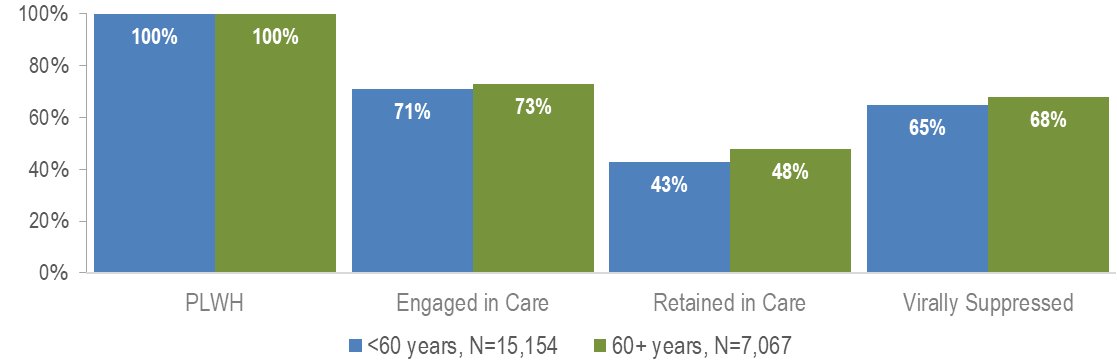 100%
80%
60%
40%
20%
0%
100%
100%
71%
73%
43%
48%
65%
68%
PLWH
Engaged in Care
Retained in Care
Virally Suppressed
<60 years, N=15,154
60+ years, N=7,067